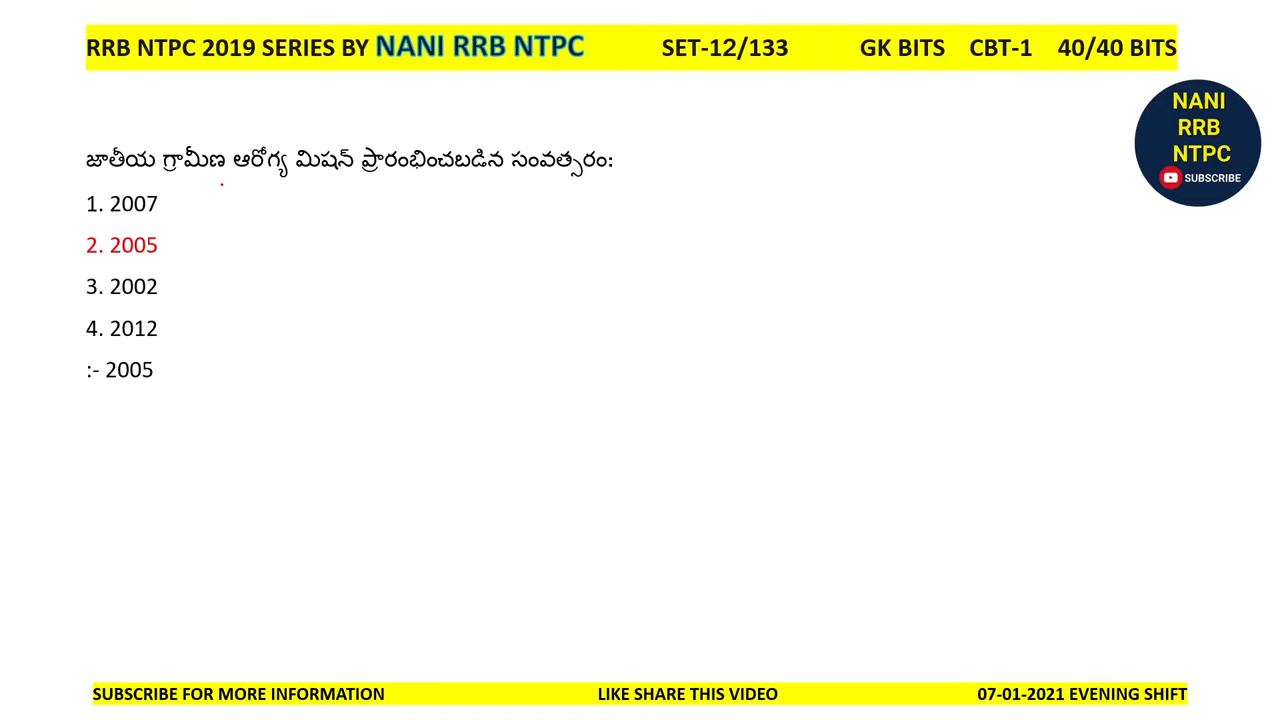 RRB NTPC 2019 SERIES BY NANI RRB NTPC SET-12/133 GK BITS CBT-1 40/40 BITS
NANI
RRB
NTPC
SUBSCRIBE
జాతీయ గ్రామీణ ఆరోగ్య మిషన్ ప్రారంభించబడిన సంవత్సరం:
1. 2007
2. 2005
3. 2002
4. 2012
:- 2005
SUBSCRIBE FOR MORE INFORMATION LIKE SHARE THIS VIDEO 07-01-2021 EVENING SHIFT